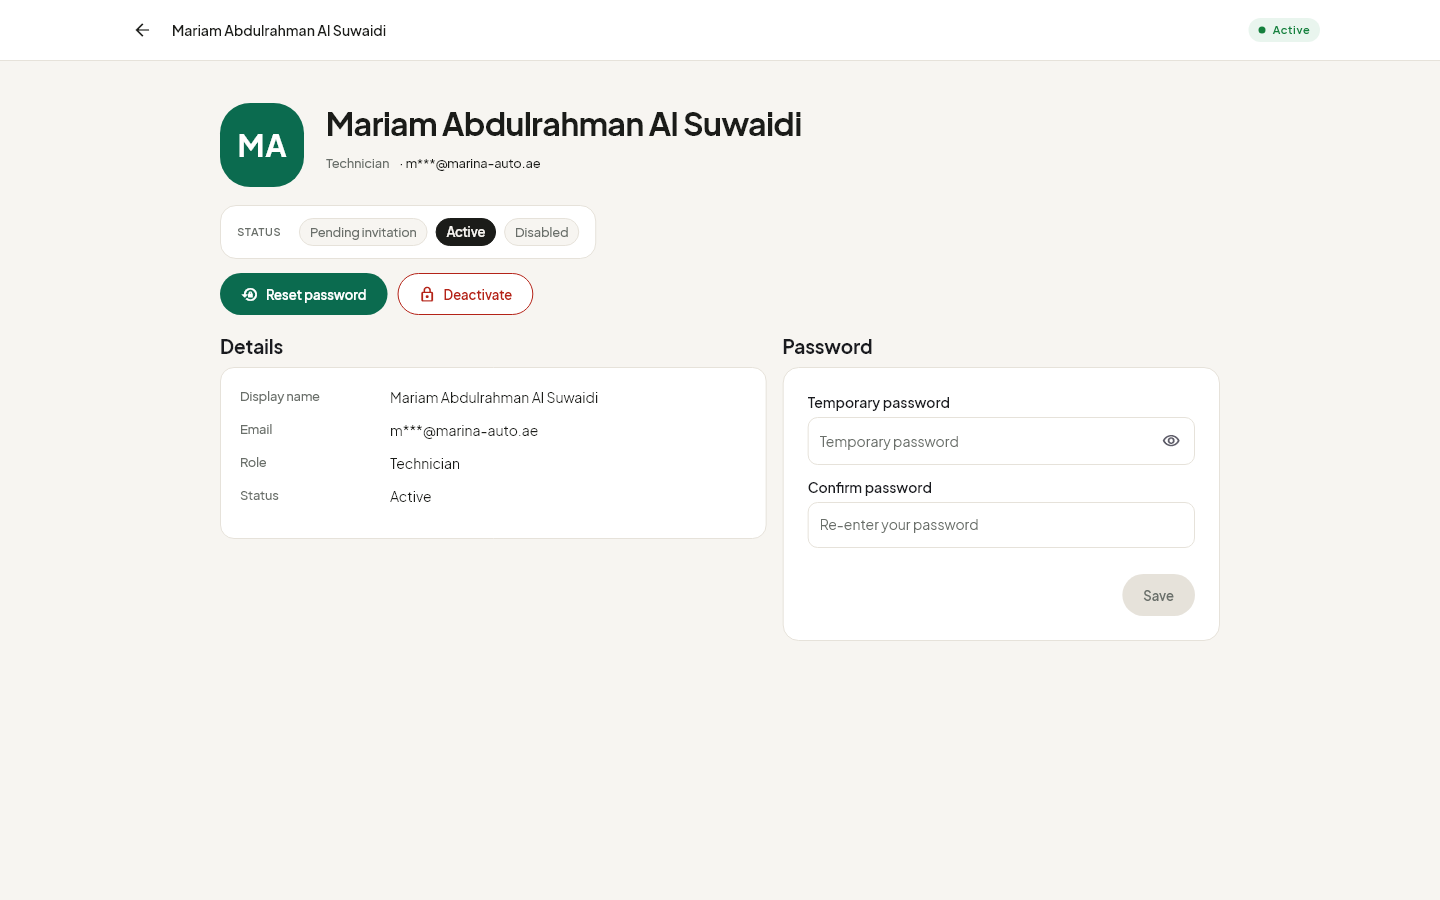 Mariam Abdulrahman Al Suwaidi
Active
MA
Mariam Abdulrahman Al Suwaidi
Technician · m***@marina-auto.ae
STATUS Pending invitation Active Disabled
Reset password Deactivate
Details
Display name Mariam Abdulrahman Al Suwaidi
Email m***@marina-auto.ae
Role Technician
Status Active
Password
Temporary password
Temporary password
Confirm password
Re-enter your password
Save